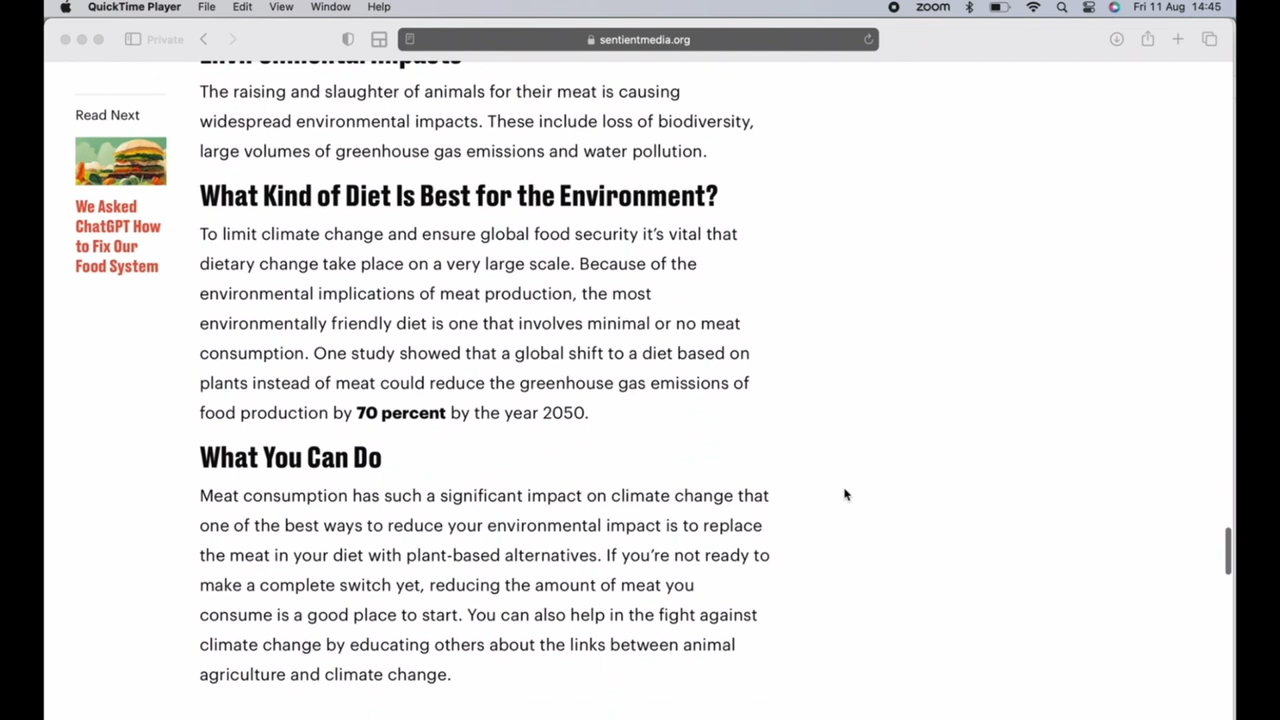 QuickTime Player File Edit View Window Help zoom Fri 11 Aug 14:45
Private sentientmedia.org
Environmental Impacts
The raising and slaughter of animals for their meat is causing
widespread environmental impacts. These include loss of biodiversity,
large volumes of greenhouse gas emissions and water pollution.
Read Next
We Asked
ChatGPT How
to Fix Our
Food System
What Kind of Diet Is Best for the Environment?
To limit climate change and ensure global food security it's vital that
dietary change take place on a very large scale. Because of the
environmental implications of meat production, the most
environmentally friendly diet is one that involves minimal or no meat
consumption. One study showed that a global shift to a diet based on
plants instead of meat could reduce the greenhouse gas emissions of
food production by 70 percent by the year 2050.
What You Can Do
Meat consumption has such a significant impact on climate change that
one of the best ways to reduce your environmental impact is to replace
the meat in your diet with plant-based alternatives. If you're not ready to
make a complete switch yet, reducing the amount of meat you
consume is a good place to start. You can also help in the fight against
climate change by educating others about the links between animal
agriculture and climate change.